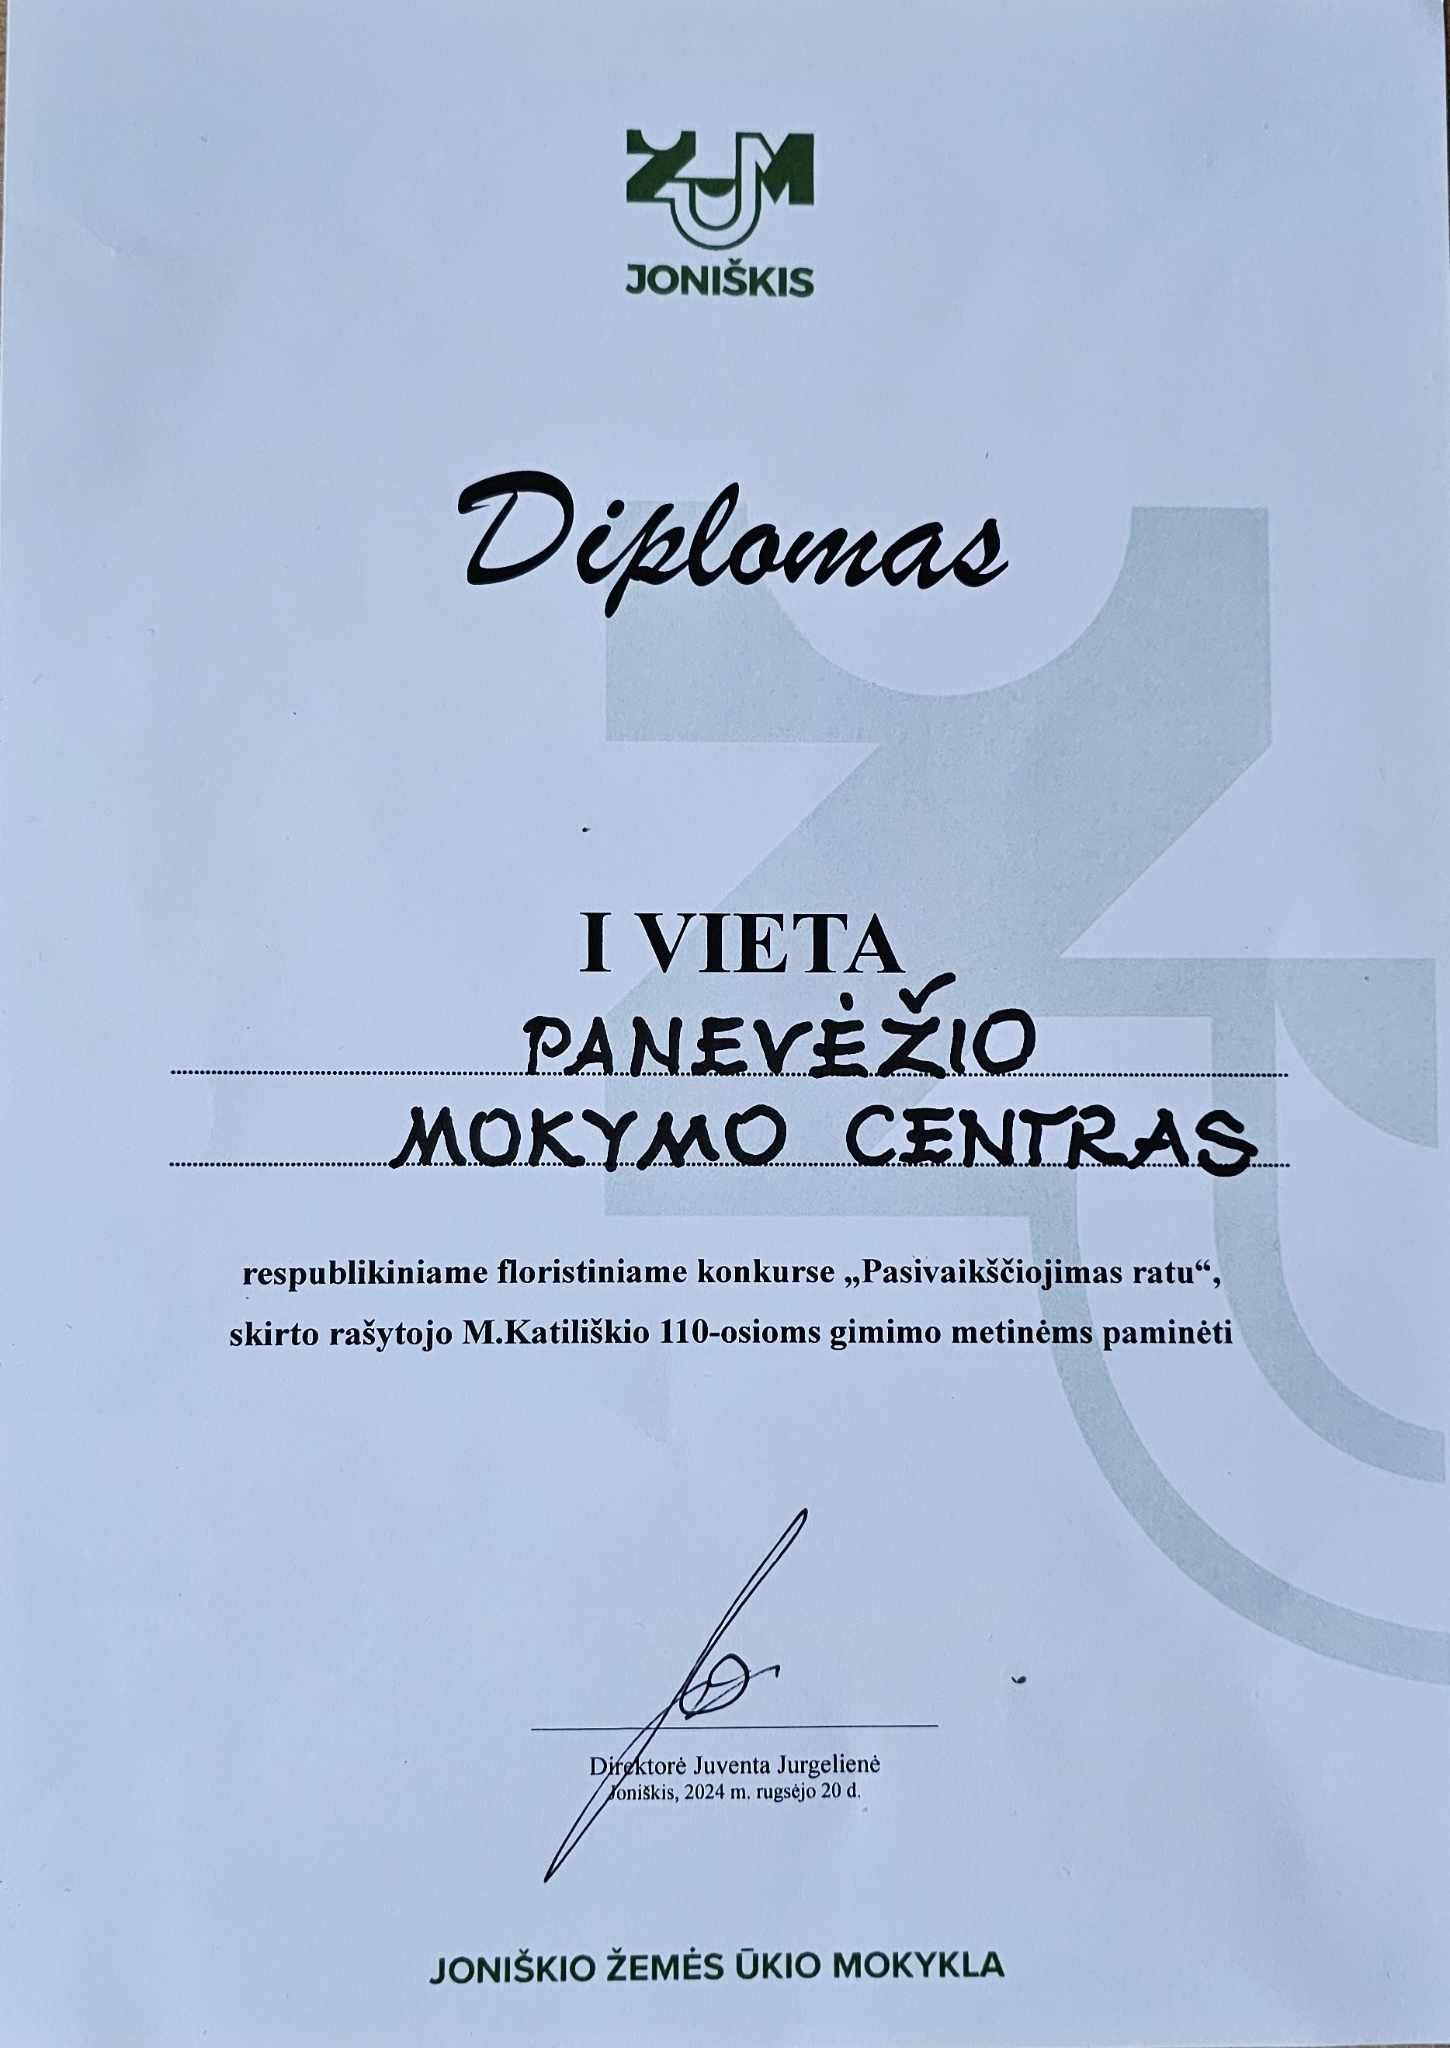 ŽŪM
JONIŠKIS
Diplomas
I VIETA
PANEVĖŽIO
MOKYMO CENTRAS
respublikiniame floristiniame konkurse „Pasivaikščiojimas ratu“,
skirto rašytojo M.Katiliškio 110-osioms gimimo metinėms paminėti
Direktorė Juventa Jurgelienė
Joniškis, 2024 m. rugsėjo 20 d.
JONIŠKIO ŽEMĖS ŪKIO MOKYKLA